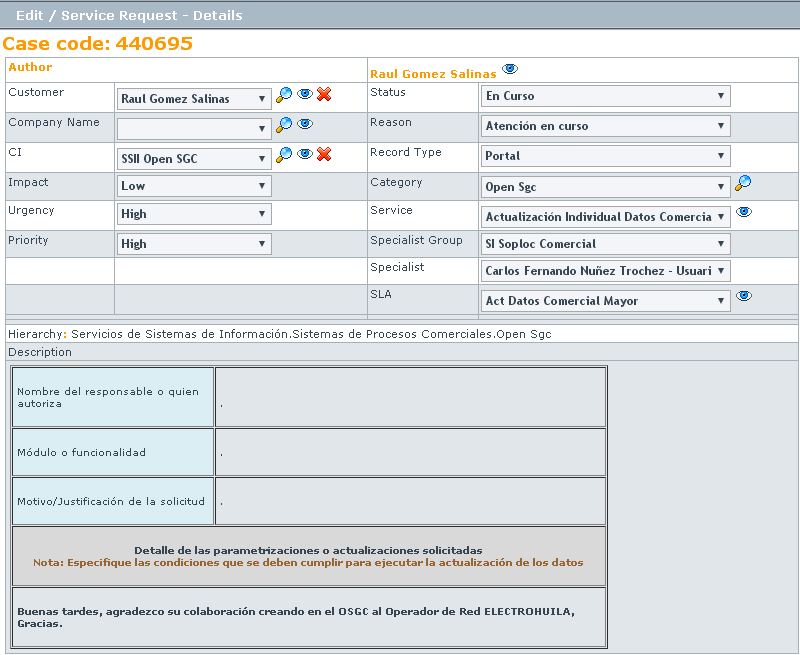 Edit / Service Request - Details
Case code: 440695
Author
Raul Gomez Salinas
Customer
Raul Gomez Salinas
Status
En Curso
Company Name
Reason
Atención en curso
CI
SSII Open SGC
Record Type
Portal
Impact
Low
Category
Open Sgc
Urgency
High
Service
Actualización Individual Datos Comercia
Priority
High
Specialist Group
SI Soploc Comercial
Specialist
Carlos Fernando Nuñez Trochez - Usuari
SLA
Act Datos Comercial Mayor
Hierarchy: Servicios de Sistemas de Información.Sistemas de Procesos Comerciales.Open Sgc
Description
Nombre del responsable o quien
autoriza
.
Módulo o funcionalidad
.
Motivo/Justificación de la solicitud
.
Detalle de las parametrizaciones o actualizaciones solicitadas
Nota: Especifique las condiciones que se deben cumplir para ejecutar la actualización de los datos
Buenas tardes, agradezco su colaboración creando en el OSGC al Operador de Red ELECTROHUILA,
Gracias.